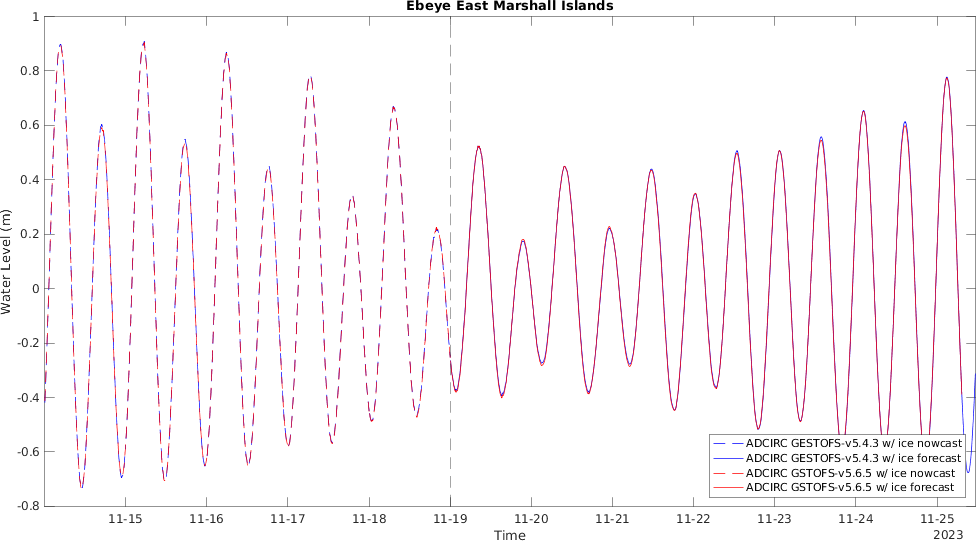 Ebeye East Marshall Islands
1
0.8
0.6
0.4
0.2
0
-0.2
-0.4
-0.6
-0.8
Water Level (m)
ADCIRC GESTOFS-v5.4.3 w/ ice nowcast
ADCIRC GESTOFS-v5.4.3 w/ ice forecast
ADCIRC GSTOFS-v5.6.5 w/ ice nowcast
ADCIRC GSTOFS-v5.6.5 w/ ice forecast
11-15 11-16 11-17 11-18 11-19 11-20 11-21 11-22 11-23 11-24 11-25
Time
2023